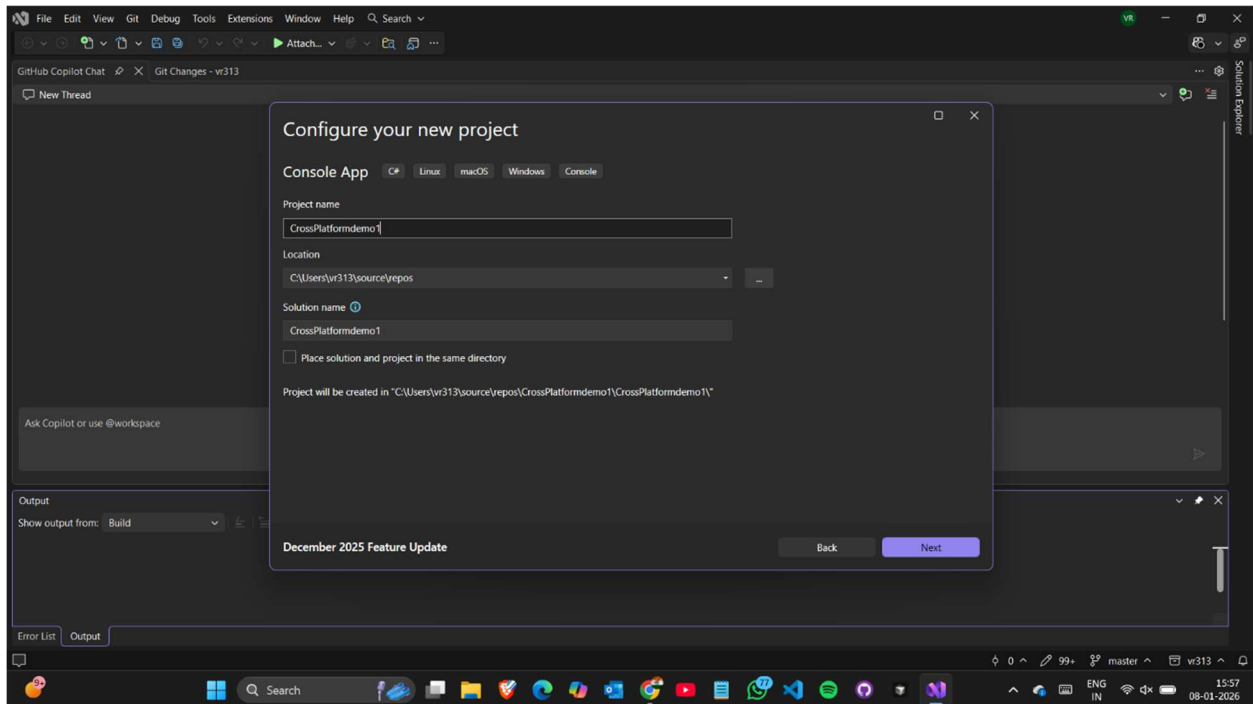 File Edit View Git Debug Tools Extensions Window Help Search
VR
Attach...
GitHub Copilot Chat Git Changes - vr313
Solution Explorer
New Thread
Configure your new project
Console App C# Linux macOS Windows Console
Project name
CrossPlatformdemo1
Location
C:\Users\vr313\source\repos
...
Solution name
CrossPlatformdemo1
Place solution and project in the same directory
Project will be created in "C:\Users\vr313\source\repos\CrossPlatformdemo1\CrossPlatformdemo1\"
Ask Copilot or use @workspace
Output
Show output from: Build
December 2025 Feature Update
Back Next
Error List Output
0 99+ master vr313
9+
Search
77
ENG
IN
15:57
08-01-2026